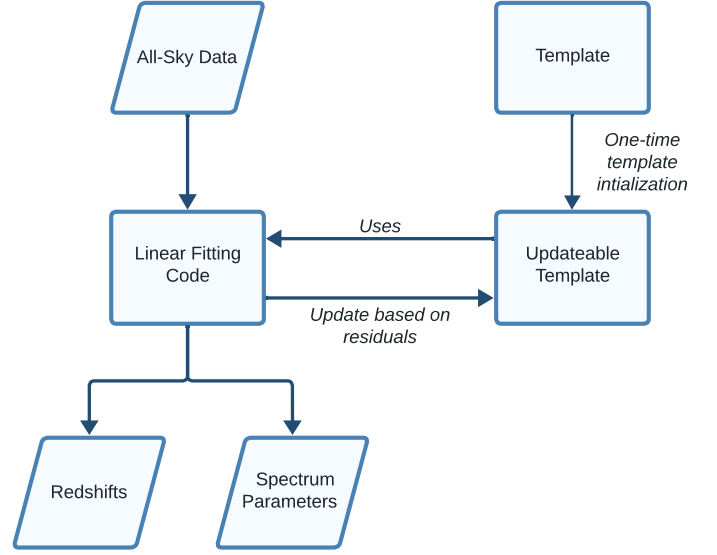 All-Sky Data
Template
One-time
template
intialization
Uses
Linear Fitting
Code
Updateable
Template
Update based on
residuals
Redshifts
Spectrum
Parameters